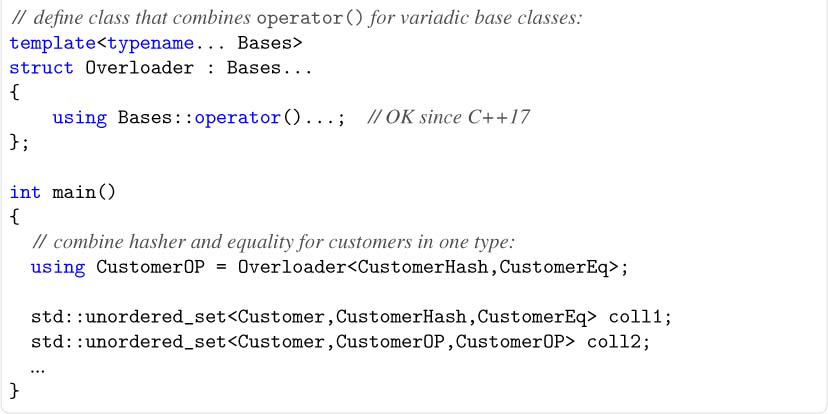 // define class that combines operator() for variadic base classes:
template<typename... Bases>
struct Overloader : Bases...
{
    using Bases::operator()...;  // OK since C++17
};

int main()
{
  // combine hasher and equality for customers in one type:
  using CustomerOP = Overloader<CustomerHash,CustomerEq>;

  std::unordered_set<Customer,CustomerHash,CustomerEq> coll1;
  std::unordered_set<Customer,CustomerOP,CustomerOP> coll2;
  ...
}